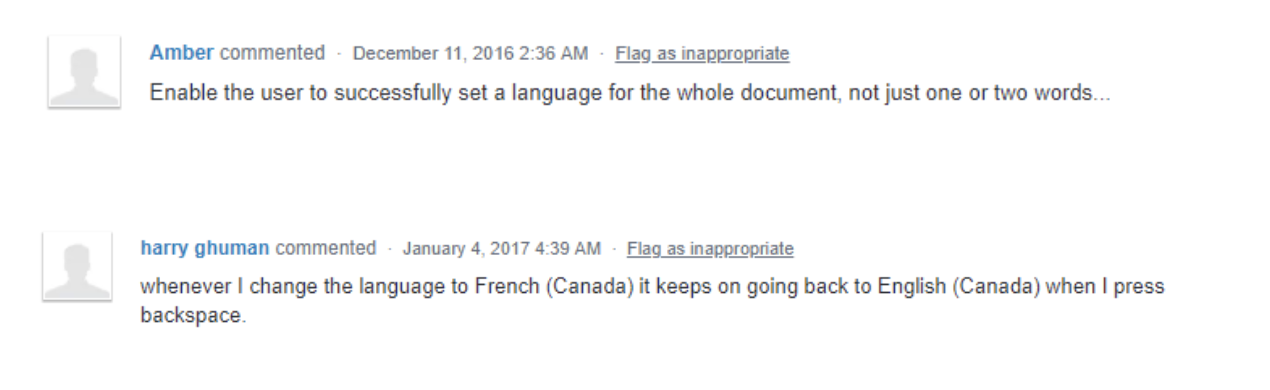 Amber commented · December 11, 2016 2:36 AM · Flag as inappropriate
Enable the user to successfully set a language for the whole document, not just one or two words...
harry ghuman commented · January 4, 2017 4:39 AM · Flag as inappropriate
whenever I change the language to French (Canada) it keeps on going back to English (Canada) when I press
backspace.